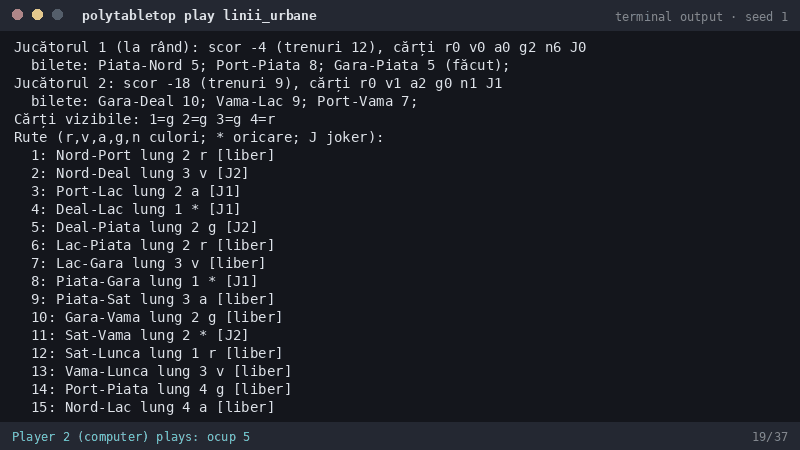 polytabletop play linii_urbane
terminal output · seed 1
Jucătorul 1 (la rând): scor -4 (trenuri 12), cărți r0 v0 a0 g2 n6 J0
bilete: Piata-Nord 5; Port-Piata 8; Gara-Piata 5 (făcut);
Jucătorul 2: scor -18 (trenuri 9), cărți r0 v1 a2 g0 n1 J1
bilete: Gara-Deal 10; Vama-Lac 9; Port-Vama 7;
Cărți vizibile: 1=g 2=g 3=g 4=r
Rute (r,v,a,g,n culori; * oricare; J joker):
1: Nord-Port lung 2 r [liber]
2: Nord-Deal lung 3 v [J2]
3: Port-Lac lung 2 a [J1]
4: Deal-Lac lung 1 * [J1]
5: Deal-Piata lung 2 g [J2]
6: Lac-Piata lung 2 r [liber]
7: Lac-Gara lung 3 v [liber]
8: Piata-Gara lung 1 * [J1]
9: Piata-Sat lung 3 a [liber]
10: Gara-Vama lung 2 g [liber]
11: Sat-Vama lung 2 * [J2]
12: Sat-Lunca lung 1 r [liber]
13: Vama-Lunca lung 3 v [liber]
14: Port-Piata lung 4 g [liber]
15: Nord-Lac lung 4 a [liber]
Player 2 (computer) plays: ocup 5
19/37